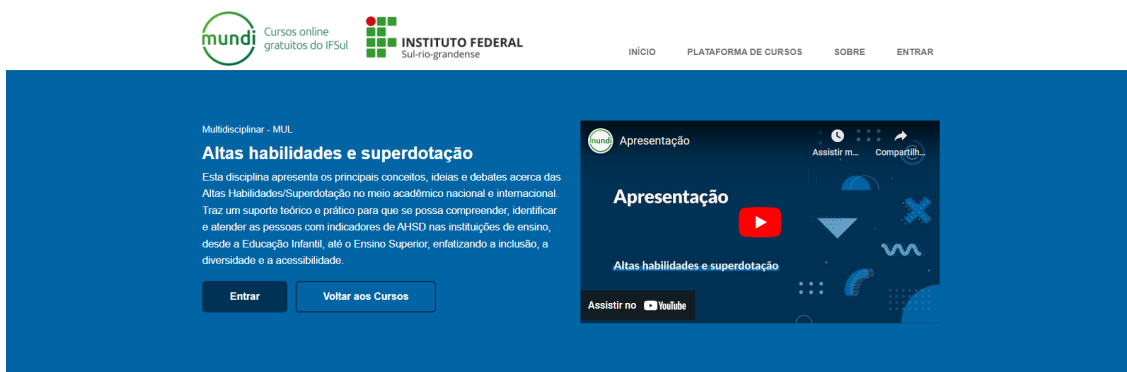 mundi
Cursos online
gratuitos do IFSul
INSTITUTO FEDERAL
Sul-rio-grandense
INÍCIO
PLATAFORMA DE CURSOS
SOBRE
ENTRAR
Multidisciplinar - MUL
Altas habilidades e superdotação
Esta disciplina apresenta os principais conceitos, ideias e debates acerca das
Altas Habilidades/Superdotação no meio acadêmico nacional e internacional.
Traz um suporte teórico e prático para que se possa compreender, identificar
e atender as pessoas com indicadores de AHSD nas instituições de ensino,
desde a Educação Infantil, até o Ensino Superior, enfatizando a inclusão, a
diversidade e a acessibilidade.
Entrar
Voltar aos Cursos
mundi
Apresentação
Assistir m...
Compartilh...
Apresentação
Altas habilidades e superdotação
Assistir no YouTube